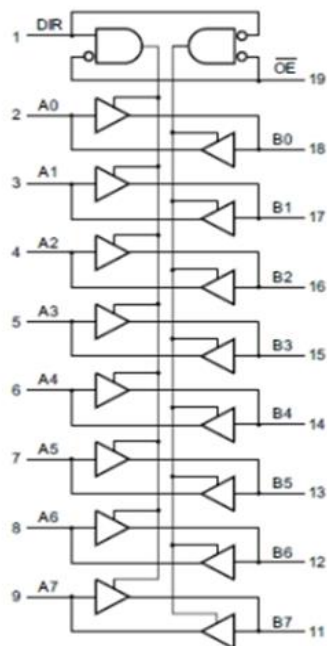 1 DIR
OE 19
2 A0
B0 18
3 A1
B1 17
4 A2
B2 16
5 A3
B3 15
6 A4
B4 14
7 A5
B5 13
8 A6
B6 12
9 A7
B7 11